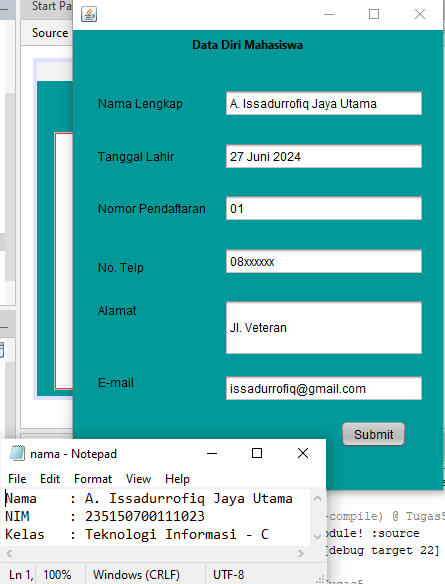 Start Pa
Source
Data Diri Mahasiswa
Nama Lengkap A. Issadurrofiq Jaya Utama
Tanggal Lahir 27 Juni 2024
Nomor Pendaftaran 01
No. Telp 08xxxxx
Alamat Jl. Veteran
E-mail issadurrofiq@gmail.com
Submit
nama - Notepad
File Edit Format View Help
Nama : A. Issadurrofiq Jaya Utama
NIM : 235150700111023
Kelas : Teknologi Informasi - C
Ln 1, 100% Windows (CRLF) UTF-8
-compile) @ Tugas5
odule! :source
[debug target 22]
Tugas5